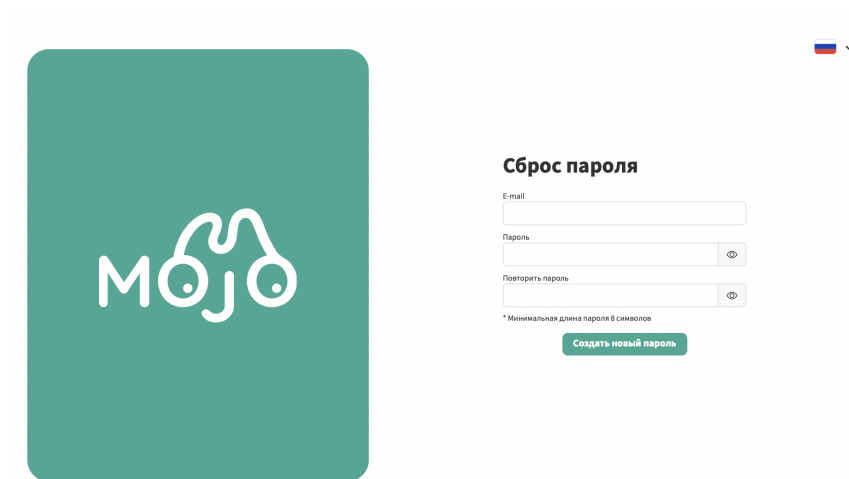 MOJO
Сброс пароля
E-mail
Пароль
Повторить пароль
* Минимальная длина пароля 8 символов
Создать новый пароль